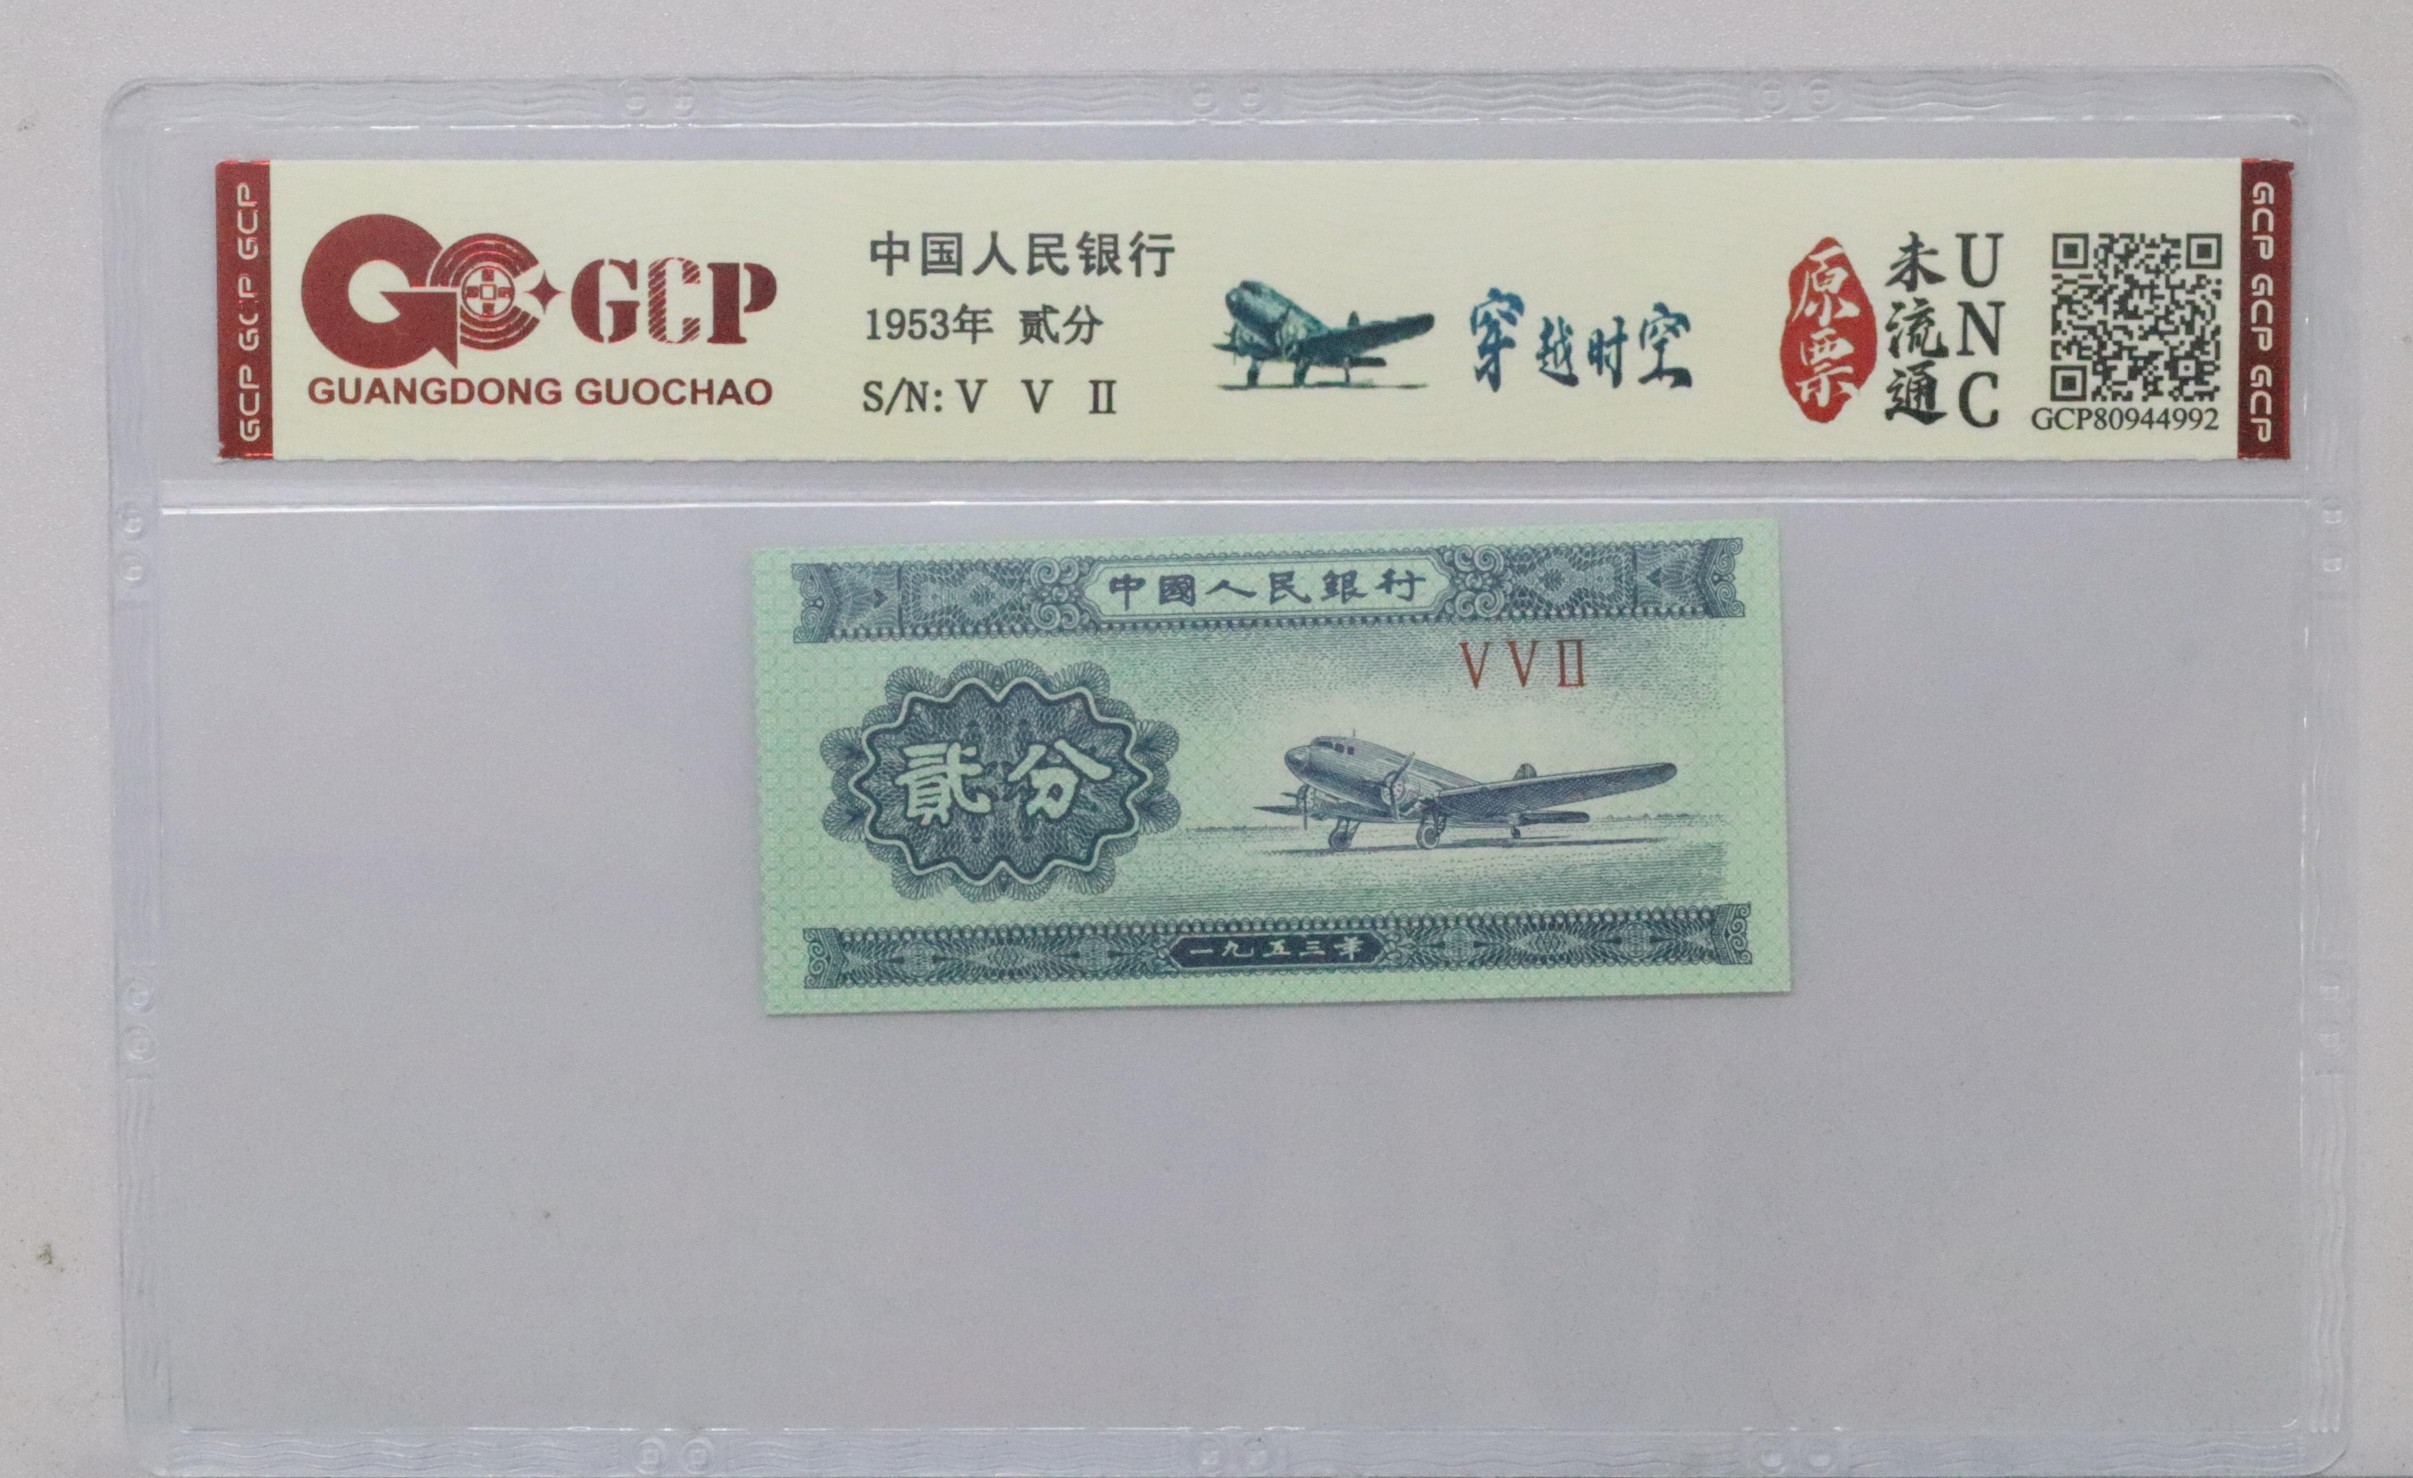 GCP GCP GCP
GCP
GUANGDONG GUOCHAO
中国人民银行
1953年 贰分
S/N: V V Ⅱ
穿越时空
原票
未流通
UNC
GCP80944992
GCP GCP GCP
中國人民銀行
V V Ⅱ
貳分
一九五三年